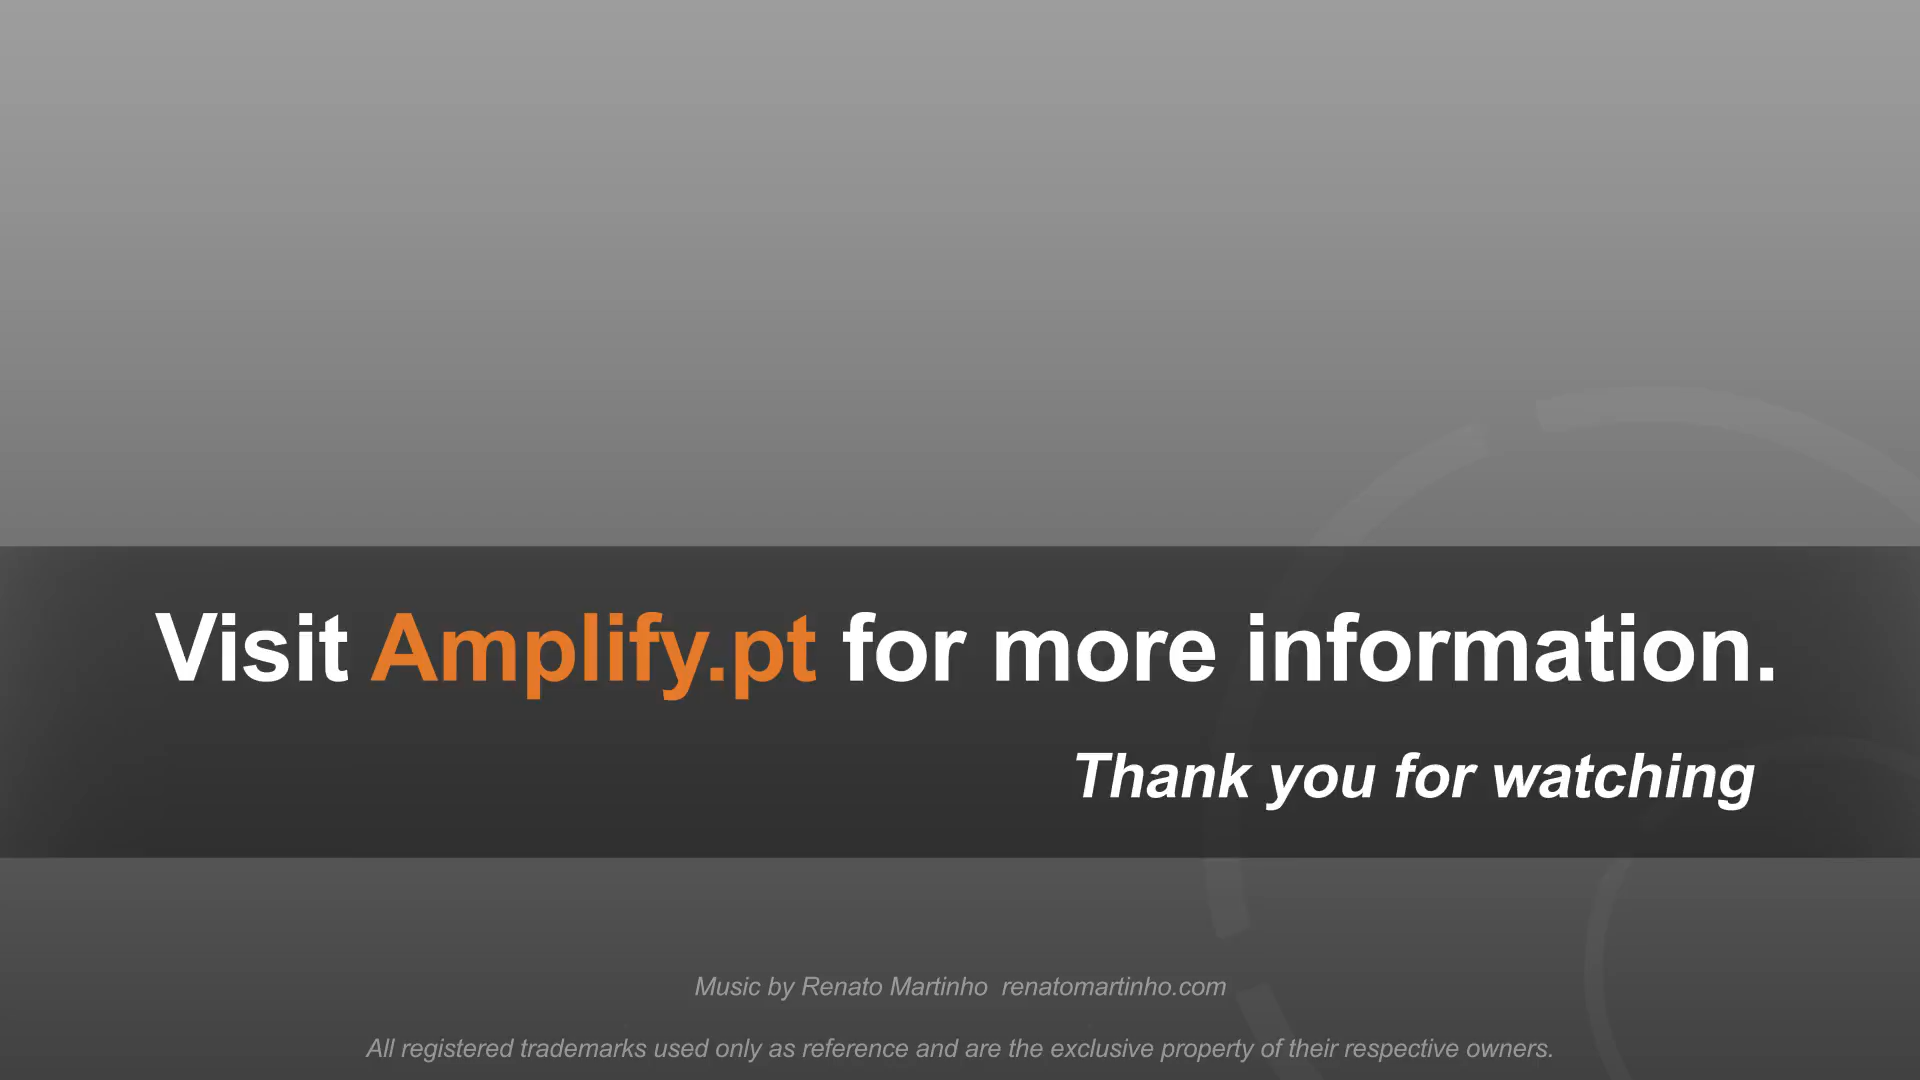 Visit Amplify.pt for more information.
Thank you for watching
Music by Renato Martinho  renatomartinho.com
All registered trademarks used only as reference and are the exclusive property of their respective owners.